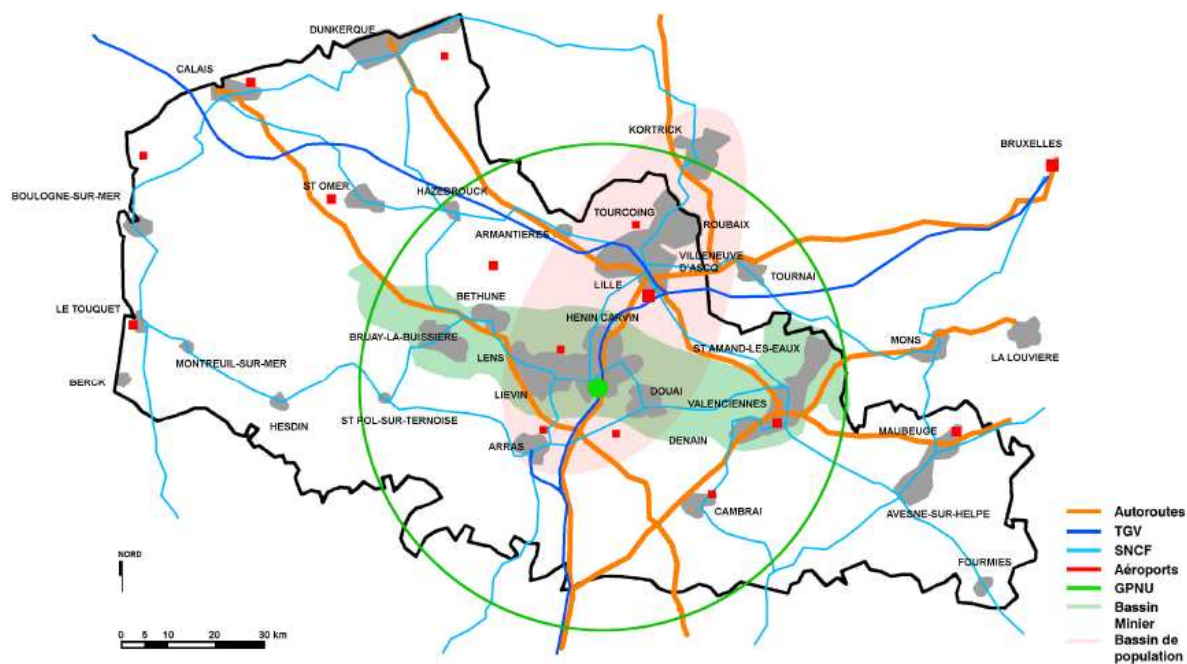 DUNKERQUE
CALAIS
KORTRICK
BRUXELLES
ST OMER
HAZEBROUCK
BOULOGNE-SUR-MER
TOURCOING
ROUBAIX
ARMANTIERES
VILLENEUVE
D'ASCQ
TOURNAI
LILLE
BETHUNE
LE TOUQUET
HENIN CARVIN
BRUAY-LA-BUISSIERE
ST AMAND-LES-EAUX
MONS
LENS
LA LOUVIERE
MONTREUIL-SUR-MER
BERCK
LIEVIN
DOUAI
VALENCIENNES
HESDIN
ST POL-SUR-TERNOISE
ARRAS
DENAIN
MAUBEUGE
CAMBRAI
AVESNE-SUR-HELPE
FOURMIES
NORD
0 5 10 20 30 km
Autoroutes
TGV
SNCF
Aéroports
GPNU
Bassin
Minier
Bassin de
population